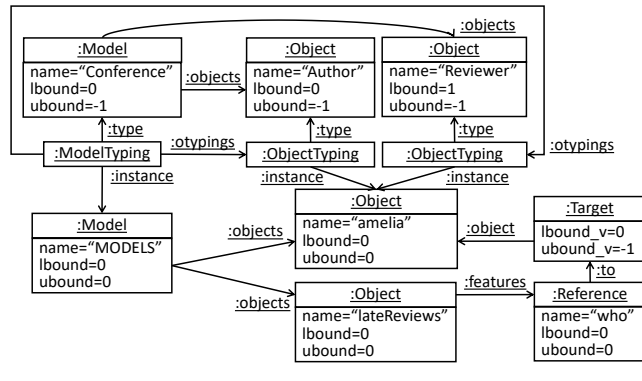 :Model
name="Conference"
lbound=0
ubound=-1
:objects
:Object
name="Author"
lbound=0
ubound=-1
:objects
:Object
name="Reviewer"
lbound=1
ubound=-1
:type
:type
:type
:ModelTyping
:otypings
:ObjectTyping
:ObjectTyping
:otypings
:instance
:instance
:instance
:Model
name="MODELS"
lbound=0
ubound=0
:objects
:Object
name="amelia"
lbound=0
ubound=0
:object
:Target
lbound_v=0
ubound_v=-1
:to
:objects
:Object
name="lateReviews"
lbound=0
ubound=0
:features
:Reference
name="who"
lbound=0
ubound=0